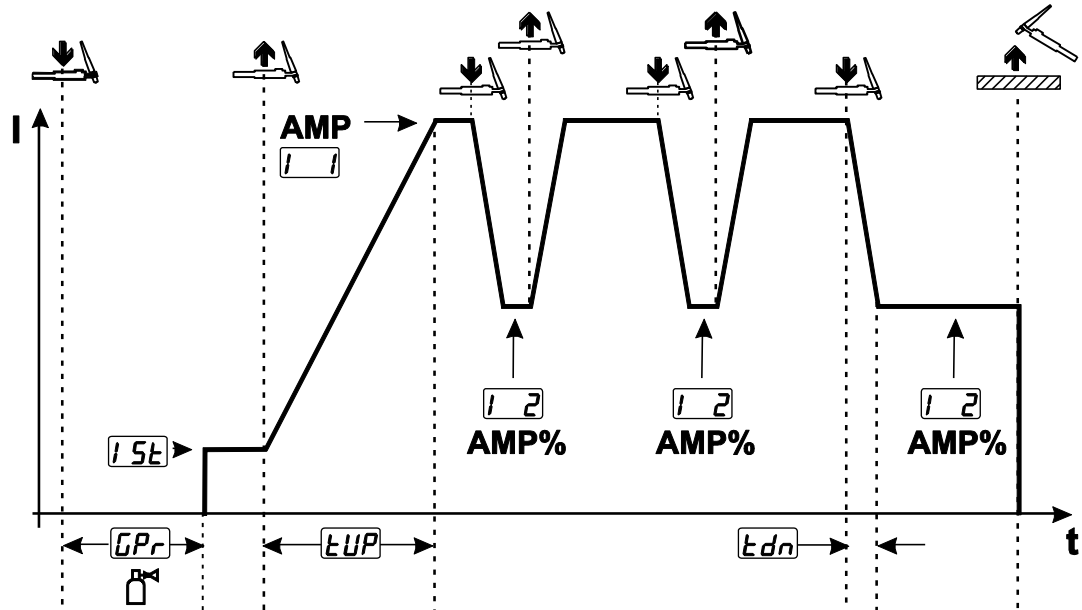 I
AMP
I 1
I 2
AMP%
I 2
AMP%
I 2
AMP%
I St
GPr
tUP
tdn
t